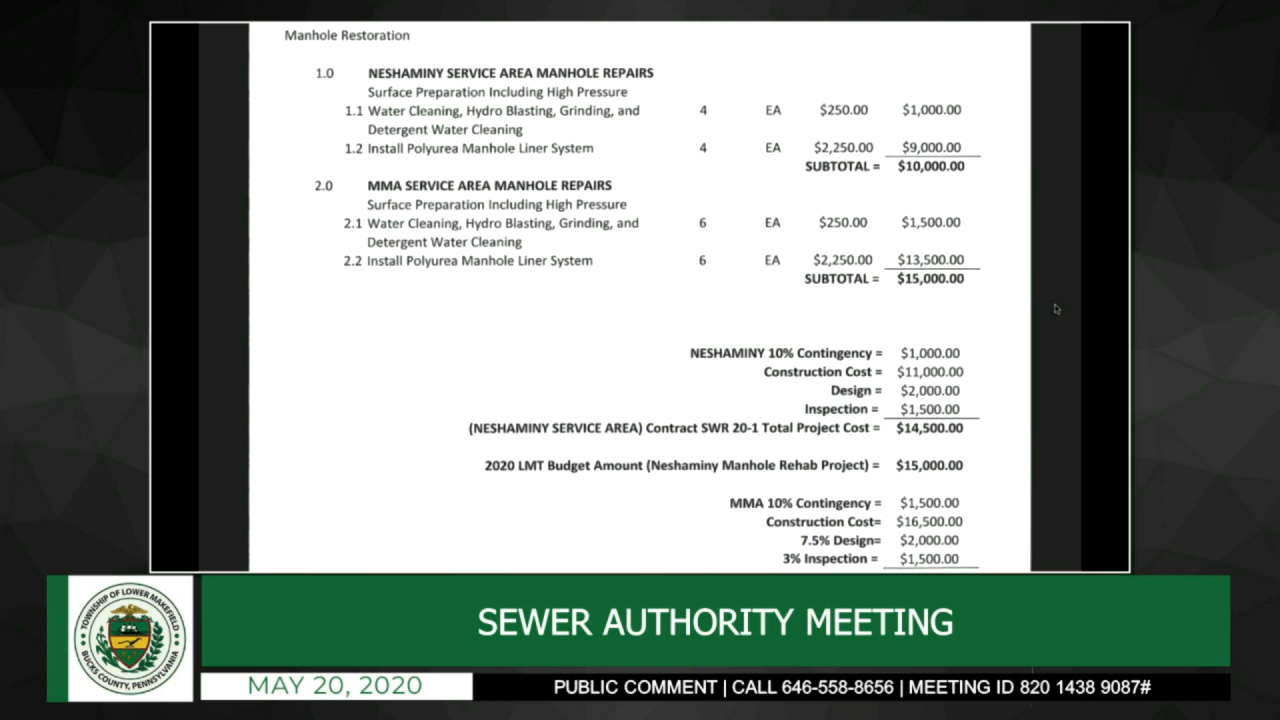 Manhole Restoration
1.0 NESHAMINY SERVICE AREA MANHOLE REPAIRS
Surface Preparation Including High Pressure
1.1 Water Cleaning, Hydro Blasting, Grinding, and 4 EA $250.00 $1,000.00
Detergent Water Cleaning
1.2 Install Polyurea Manhole Liner System 4 EA $2,250.00 $9,000.00
SUBTOTAL = $10,000.00
2.0 MMA SERVICE AREA MANHOLE REPAIRS
Surface Preparation Including High Pressure
2.1 Water Cleaning, Hydro Blasting, Grinding, and 6 EA $250.00 $1,500.00
Detergent Water Cleaning
2.2 Install Polyurea Manhole Liner System 6 EA $2,250.00 $13,500.00
SUBTOTAL = $15,000.00
NESHAMINY 10% Contingency = $1,000.00
Construction Cost = $11,000.00
Design = $2,000.00
Inspection = $1,500.00
(NESHAMINY SERVICE AREA) Contract SWR 20-1 Total Project Cost = $14,500.00
2020 LMT Budget Amount (Neshaminy Manhole Rehab Project) = $15,000.00
MMA 10% Contingency = $1,500.00
Construction Cost= $16,500.00
7.5% Design= $2,000.00
3% Inspection = $1,500.00
TOWNSHIP OF LOWER MAKEFIELD
BUCKS COUNTY, PENNSYLVANIA
SEWER AUTHORITY MEETING
MAY 20, 2020
PUBLIC COMMENT | CALL 646-558-8656 | MEETING ID 820 1438 9087#